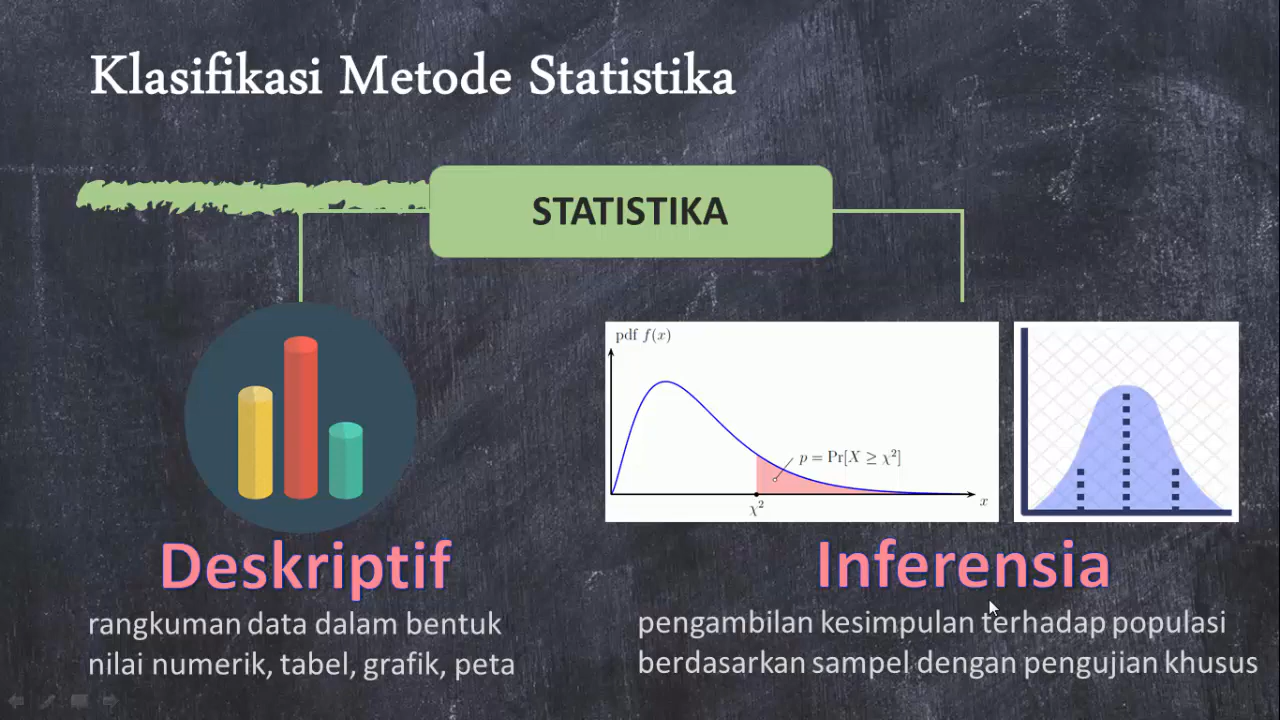 Klasifikasi Metode Statistika
STATISTIKA
pdf f(x)
p = Pr[X ≥ χ²]
χ²
x
Deskriptif
rangkuman data dalam bentuk
nilai numerik, tabel, grafik, peta
Inferensia
pengambilan kesimpulan terhadap populasi
berdasarkan sampel dengan pengujian khusus